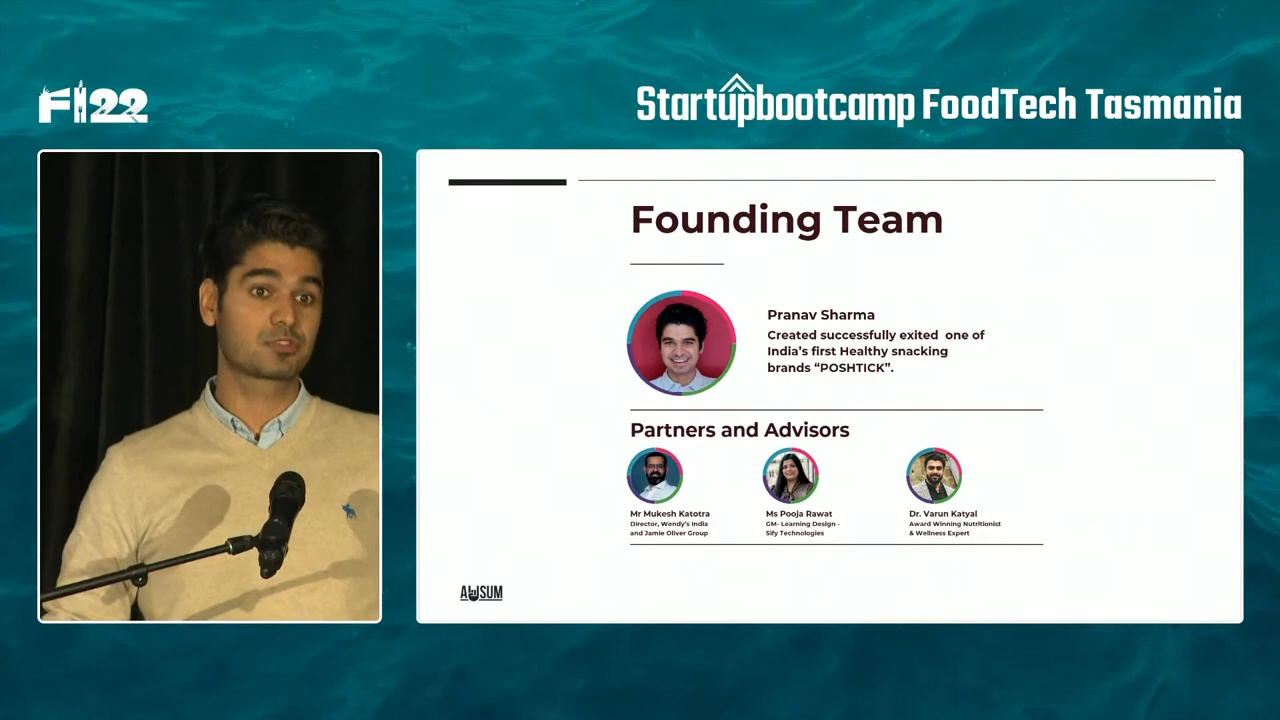 FI22
Startupbootcamp FoodTech Tasmania
Founding Team
Pranav Sharma
Created successfully exited one of
India's first Healthy snacking
brands “POSHTICK”.
Partners and Advisors
Mr Mukesh Katotra
Director, Wendy's India
and Jamie Oliver Group
Ms Pooja Rawat
GM- Learning Design -
Sify Technologies
Dr. Varun Katyal
Award Winning Nutritionist
& Wellness Expert
AUSUM